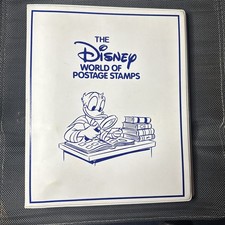 THE
Disney
WORLD OF
POSTAGE STAMPS